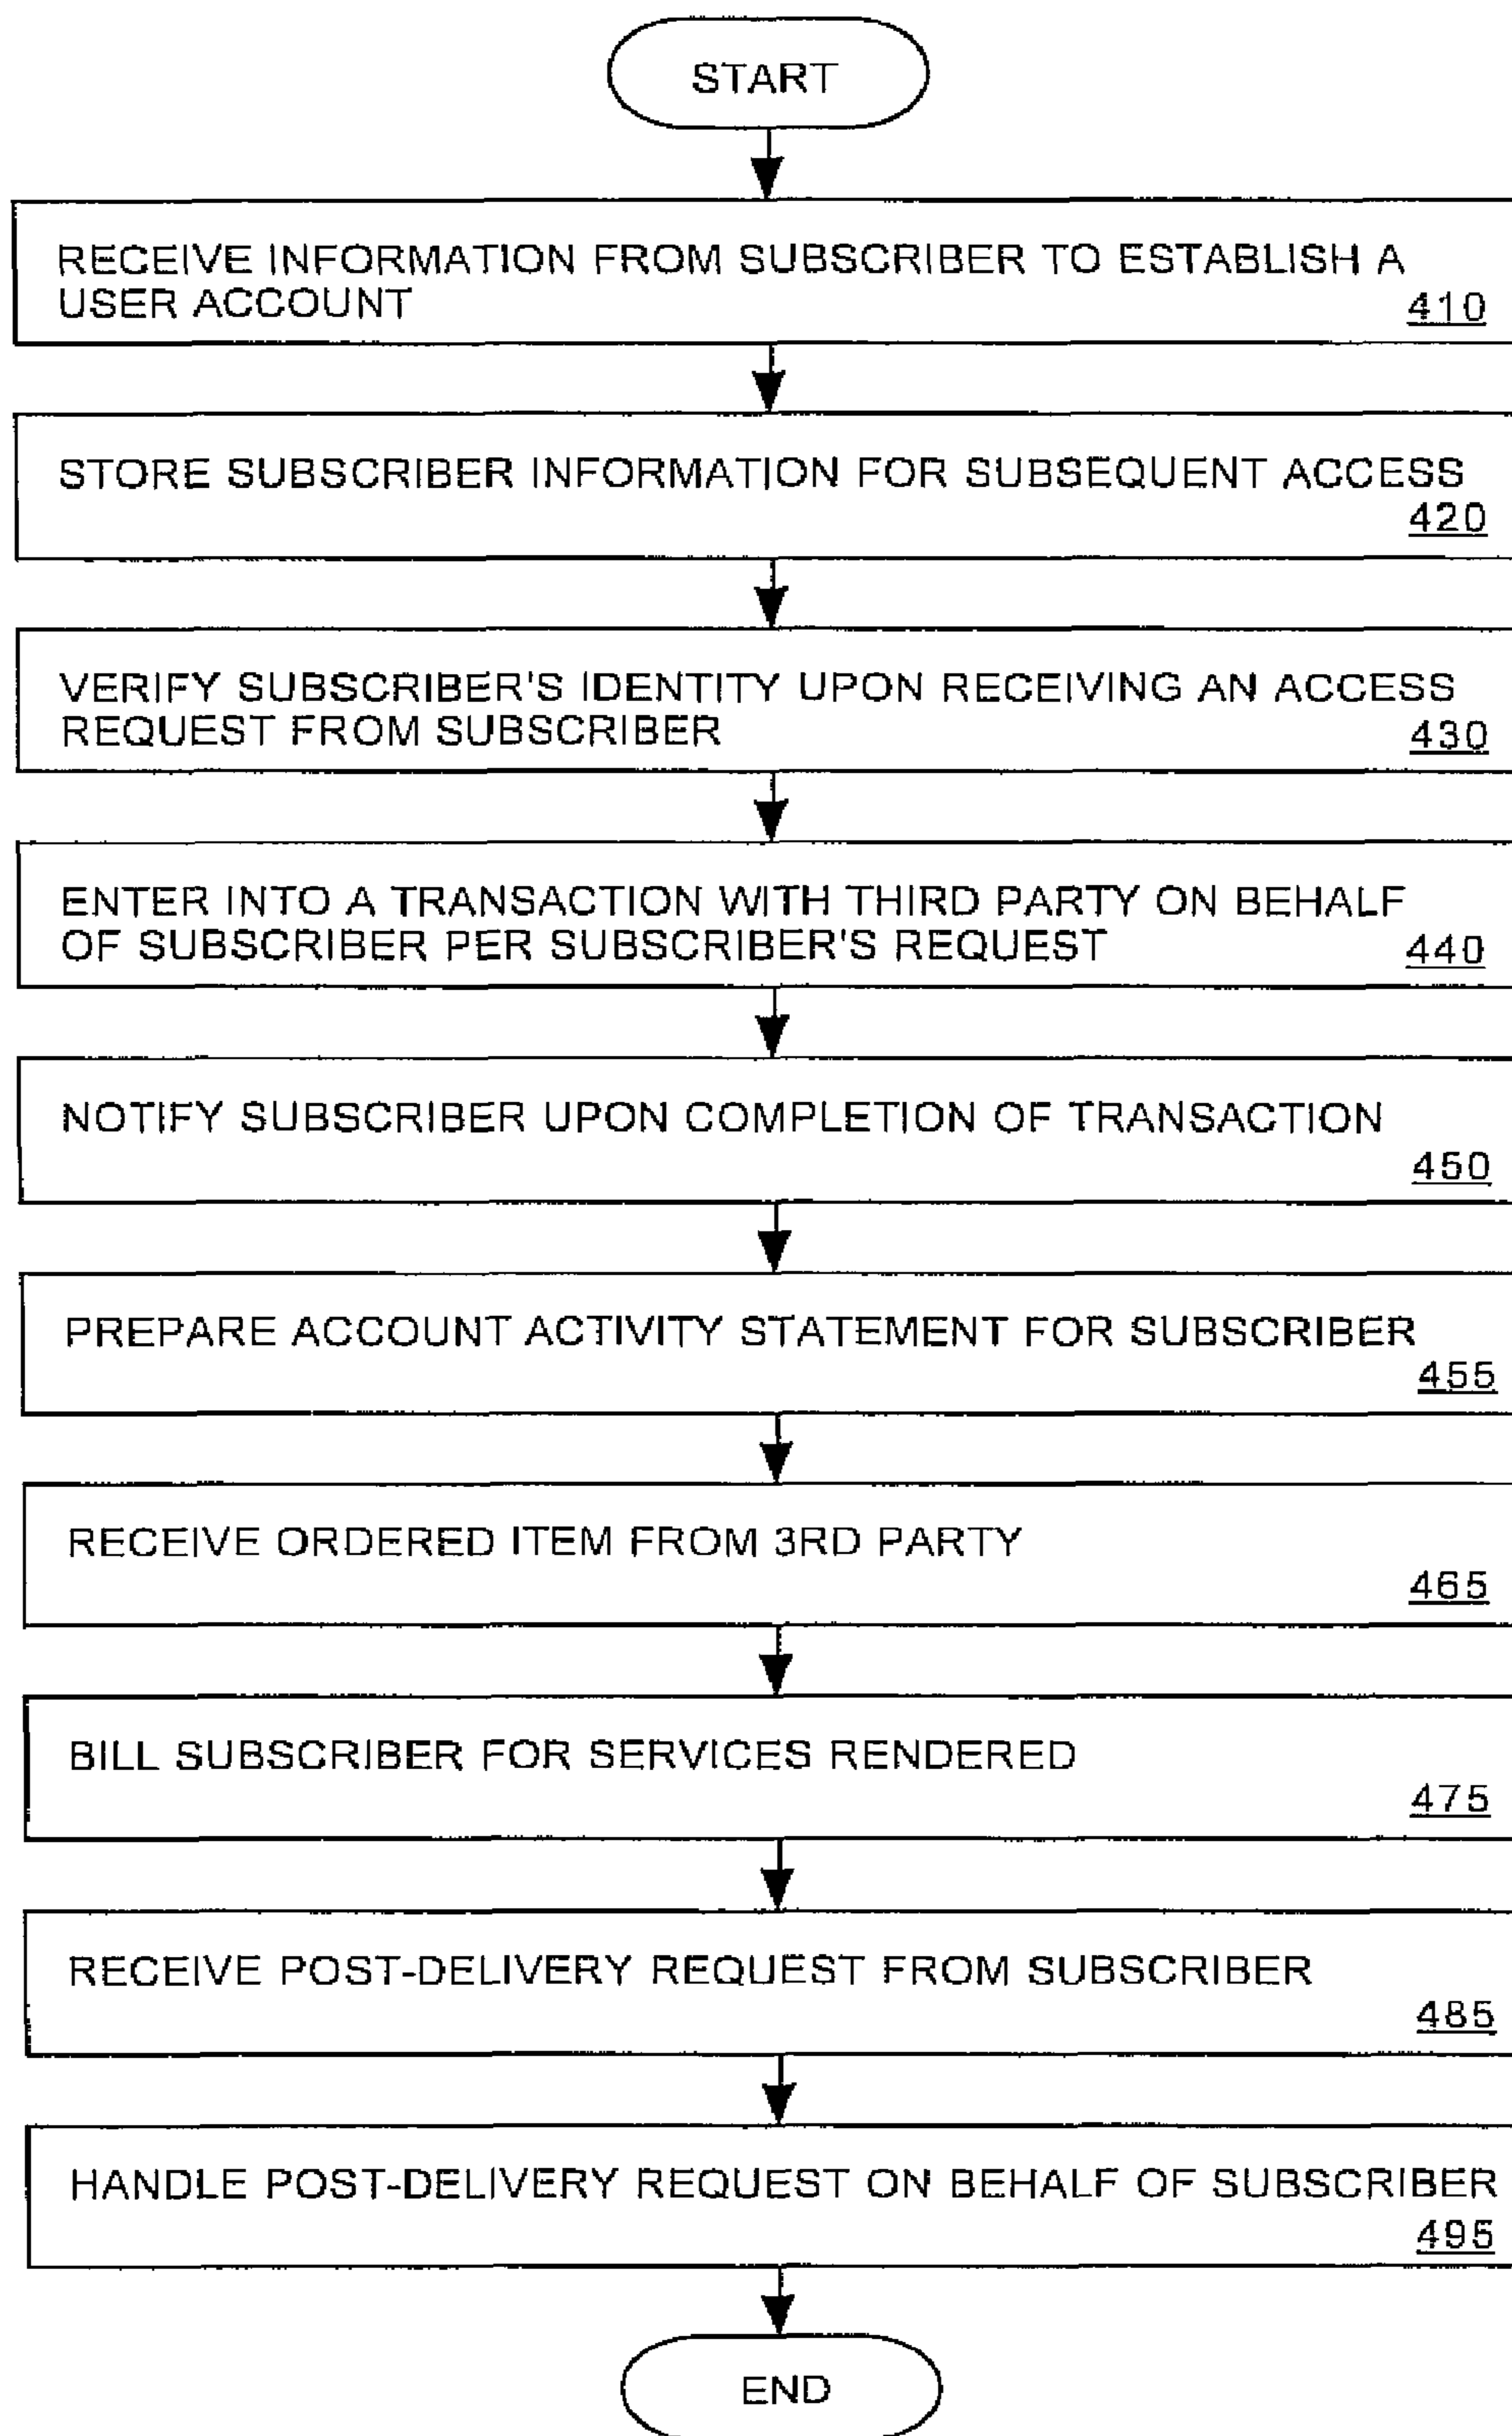 START
RECEIVE INFORMATION FROM SUBSCRIBER TO ESTABLISH A
USER ACCOUNT
410
STORE SUBSCRIBER INFORMATION FOR SUBSEQUENT ACCESS
420
VERIFY SUBSCRIBER'S IDENTITY UPON RECEIVING AN ACCESS
REQUEST FROM SUBSCRIBER
430
ENTER INTO A TRANSACTION WITH THIRD PARTY ON BEHALF
OF SUBSCRIBER PER SUBSCRIBER'S REQUEST
440
NOTIFY SUBSCRIBER UPON COMPLETION OF TRANSACTION
450
PREPARE ACCOUNT ACTIVITY STATEMENT FOR SUBSCRIBER
455
RECEIVE ORDERED ITEM FROM 3RD PARTY
465
BILL SUBSCRIBER FOR SERVICES RENDERED
475
RECEIVE POST-DELIVERY REQUEST FROM SUBSCRIBER
485
HANDLE POST-DELIVERY REQUEST ON BEHALF OF SUBSCRIBER
495
END